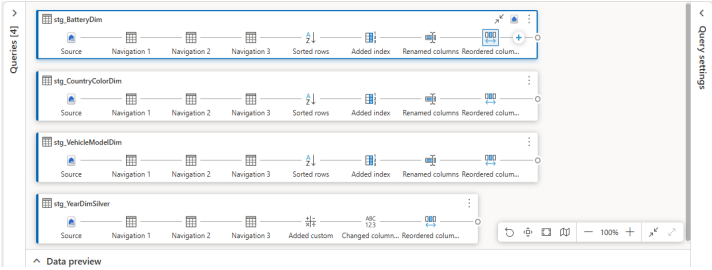 Queries [4]
stg_BatteryDim
Source Navigation 1 Navigation 2 Navigation 3 Sorted rows Added index Renamed columns Reordered colum...
stg_CountryColorDim
Source Navigation 1 Navigation 2 Navigation 3 Sorted rows Added index Renamed columns Reordered colum...
stg_VehicleModelDim
Source Navigation 1 Navigation 2 Navigation 3 Sorted rows Added index Renamed columns Reordered colum...
stg_YearDimSilver
ABC
123
Source Navigation 1 Navigation 2 Navigation 3 Added custom Changed column... Reordered colum...
100%
Data preview
Query settings